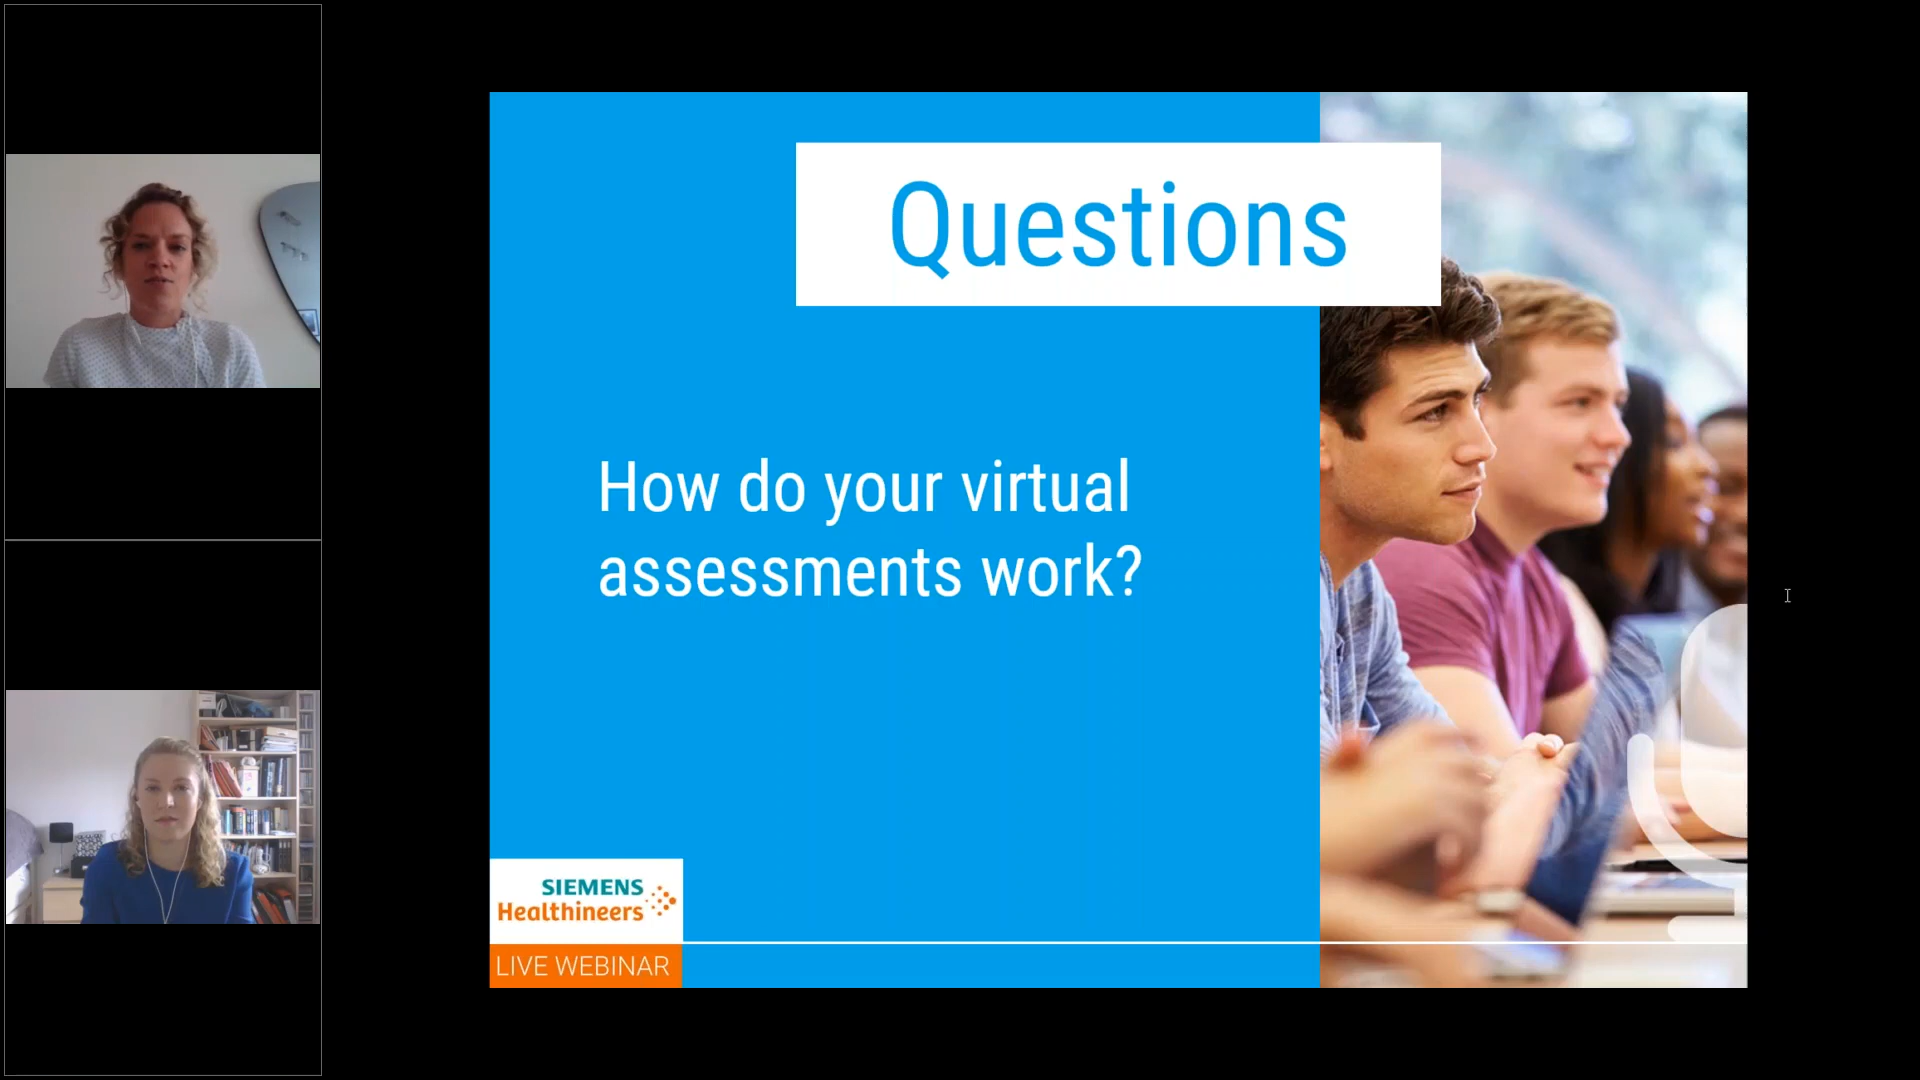 Questions
How do your virtual
assessments work?
SIEMENS
Healthineers
LIVE WEBINAR